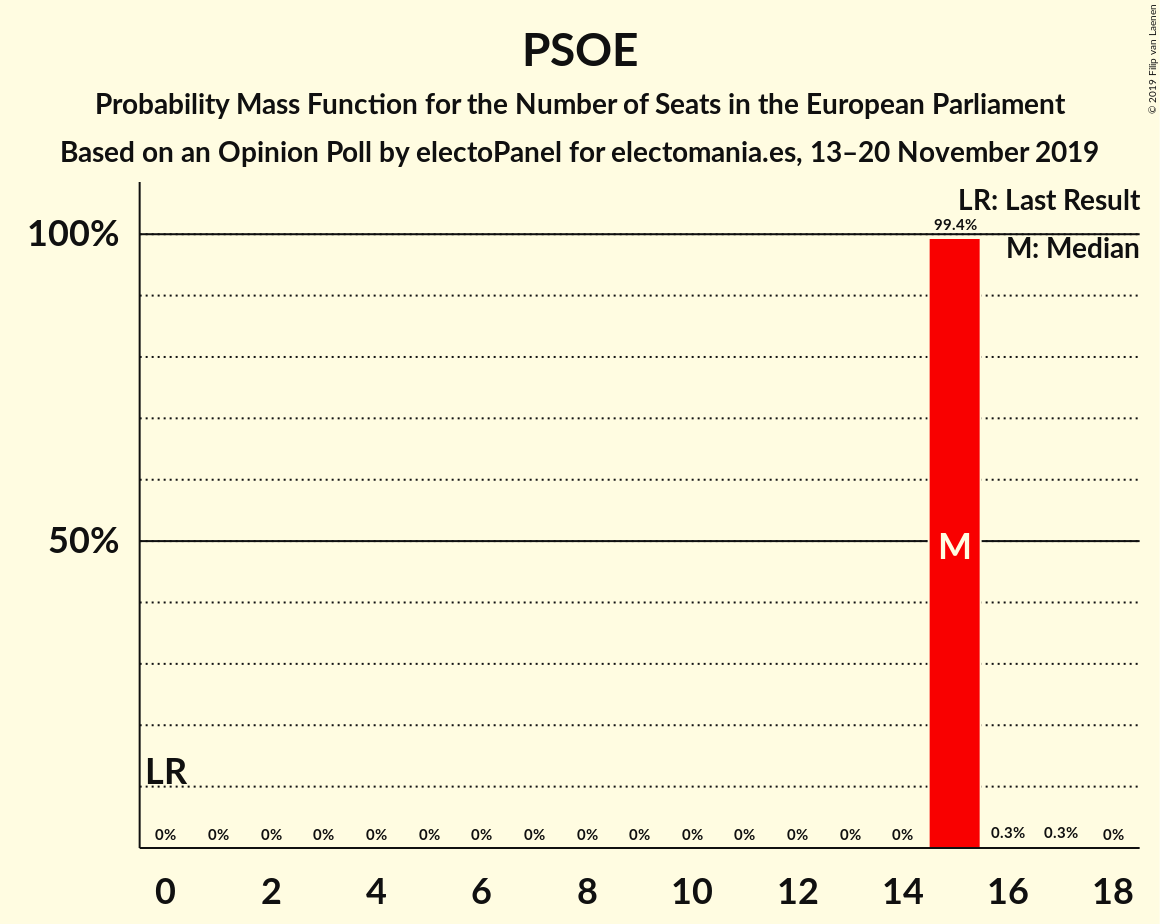 PSOE
Probability Mass Function for the Number of Seats in the European Parliament
Based on an Opinion Poll by electoPanel for electomania.es, 13–20 November 2019
© 2019 Filip van Laenen
LR: Last Result
M: Median
100%
50%
99.4%
M
LR
0% 0% 0% 0% 0% 0% 0% 0% 0% 0% 0% 0% 0% 0% 0% 0.3% 0.3% 0%
0 2 4 6 8 10 12 14 16 18